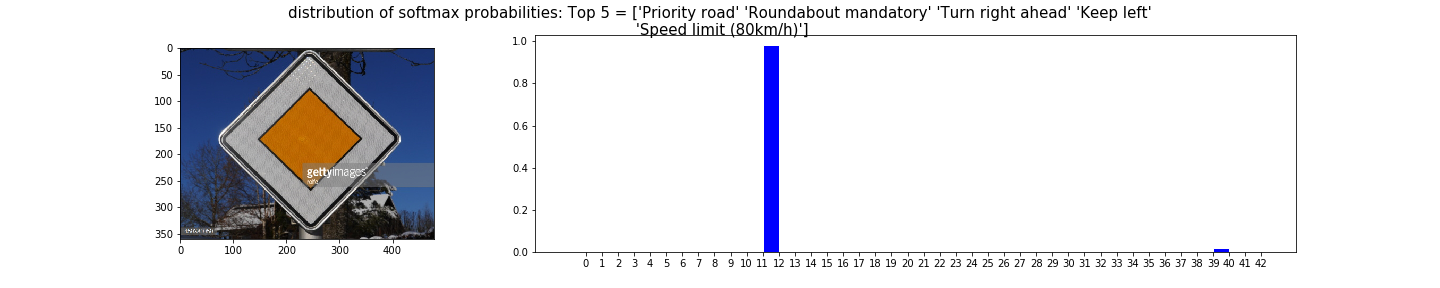 distribution of softmax probabilities: Top 5 = ['Priority road' 'Roundabout mandatory' 'Turn right ahead' 'Keep left'
'Speed limit (80km/h)']
0
50
100
150
200
250
300
350
0 100 200 300 400
gettyimages
1.0
0.8
0.6
0.4
0.2
0.0
0 1 2 3 4 5 6 7 8 9 10 11 12 13 14 15 16 17 18 19 20 21 22 23 24 25 26 27 28 29 30 31 32 33 34 35 36 37 38 39 40 41 42